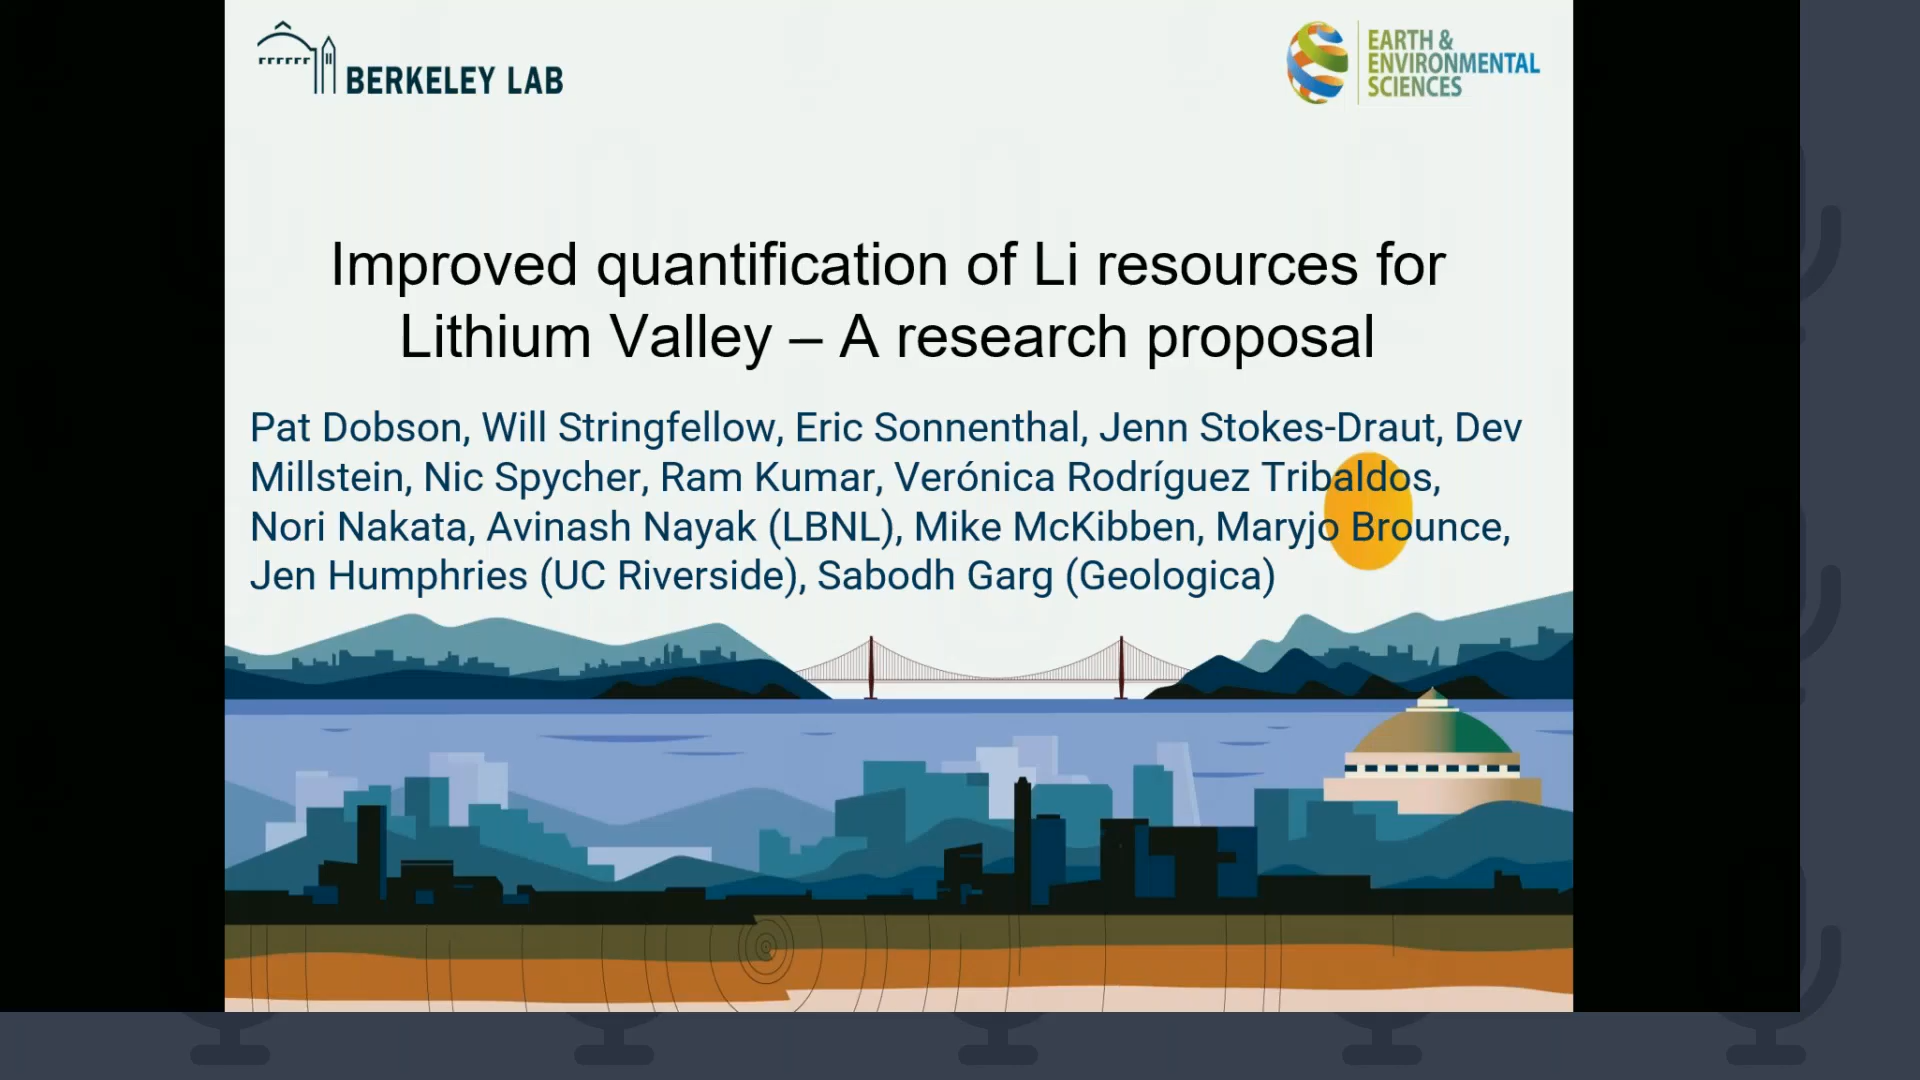 BERKELEY LAB
EARTH &
ENVIRONMENTAL
SCIENCES
Improved quantification of Li resources for
Lithium Valley – A research proposal
Pat Dobson, Will Stringfellow, Eric Sonnenthal, Jenn Stokes-Draut, Dev
Millstein, Nic Spycher, Ram Kumar, Verónica Rodríguez Tribaldos,
Nori Nakata, Avinash Nayak (LBNL), Mike McKibben, Maryjo Brounce,
Jen Humphries (UC Riverside), Sabodh Garg (Geologica)